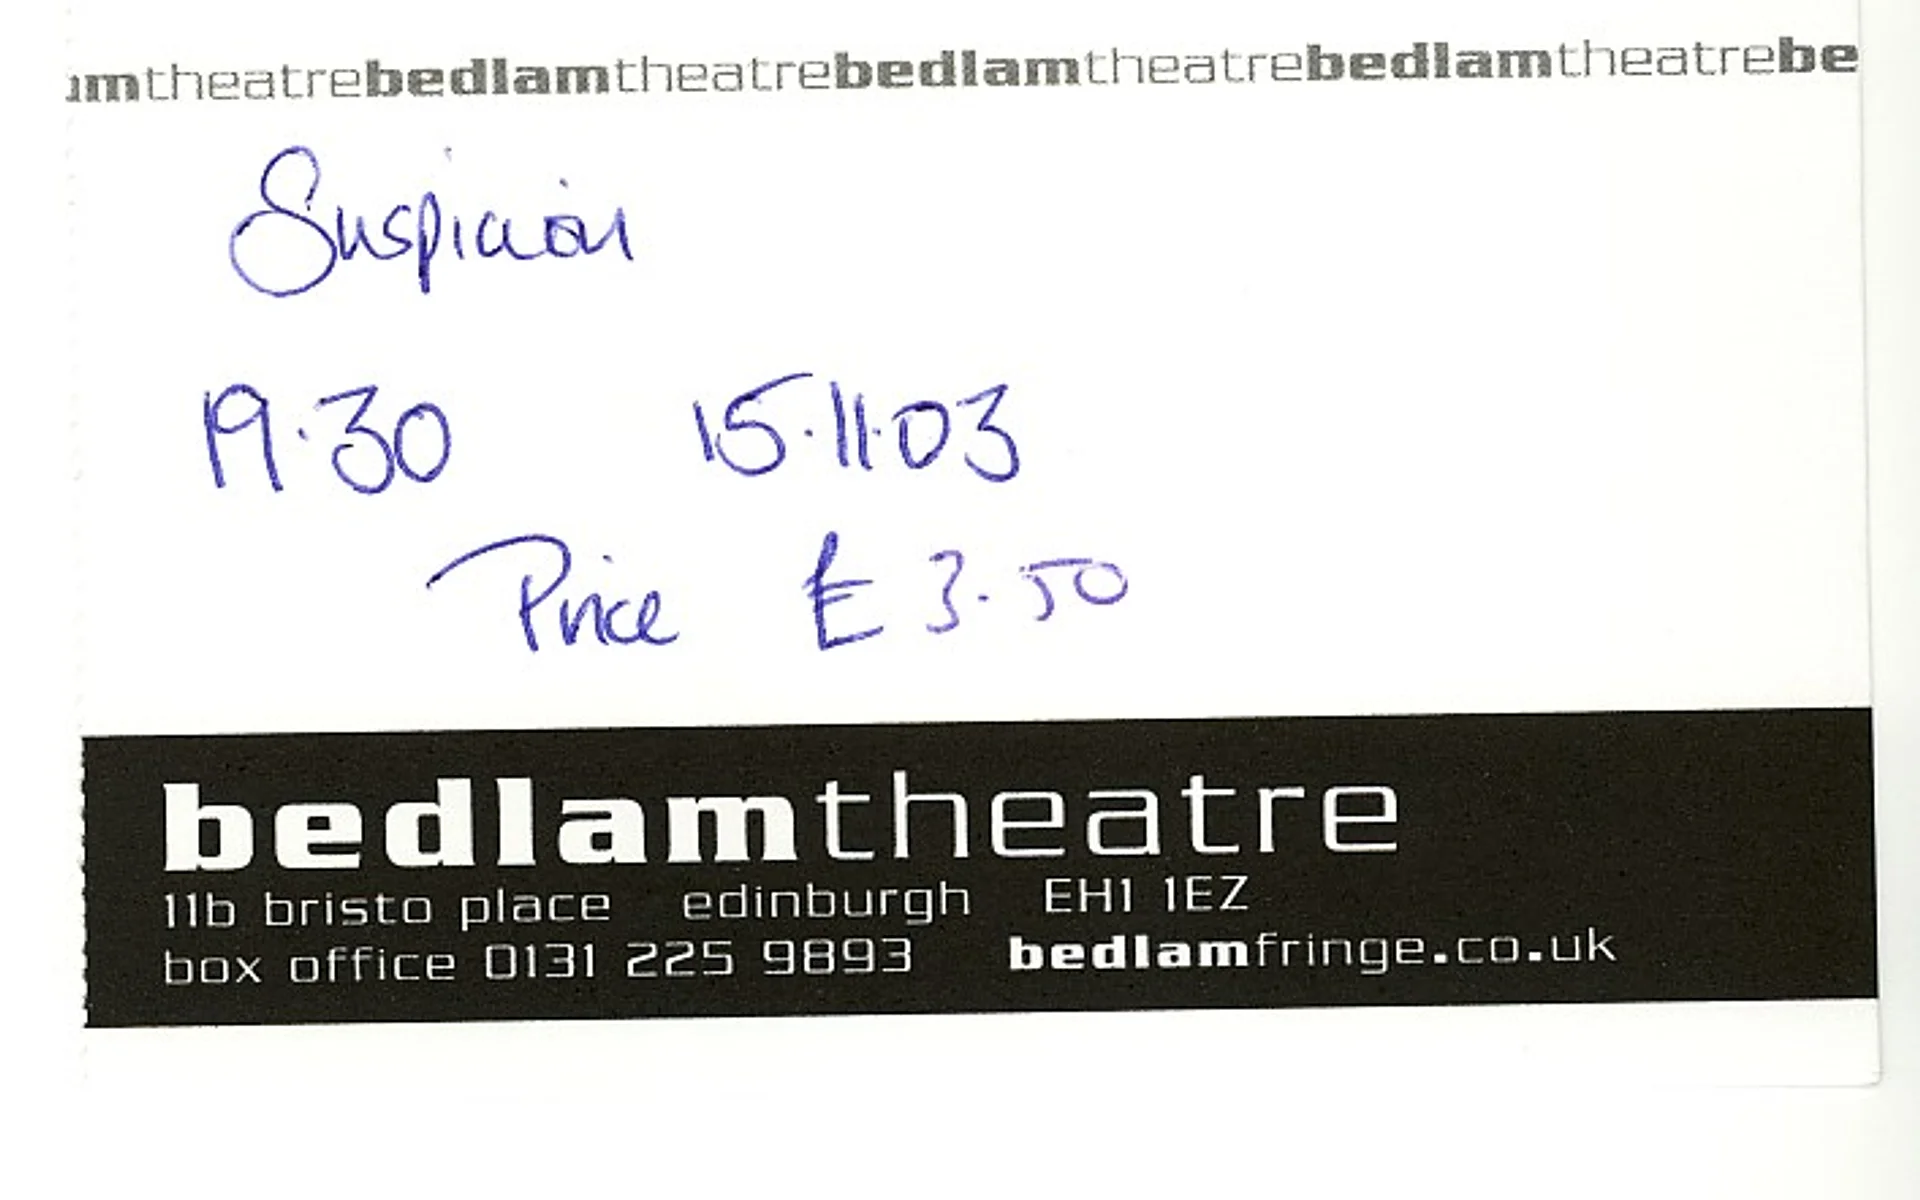 amtheatrebedlamtheatrebedlamtheatrebedlamtheatrebe
Suspicion
19.30 15.11.03
Price £ 3.50
bedlamtheatre
11b bristo place edinburgh EH1 1EZ
box office 0131 225 9893 bedlamfringe.co.uk